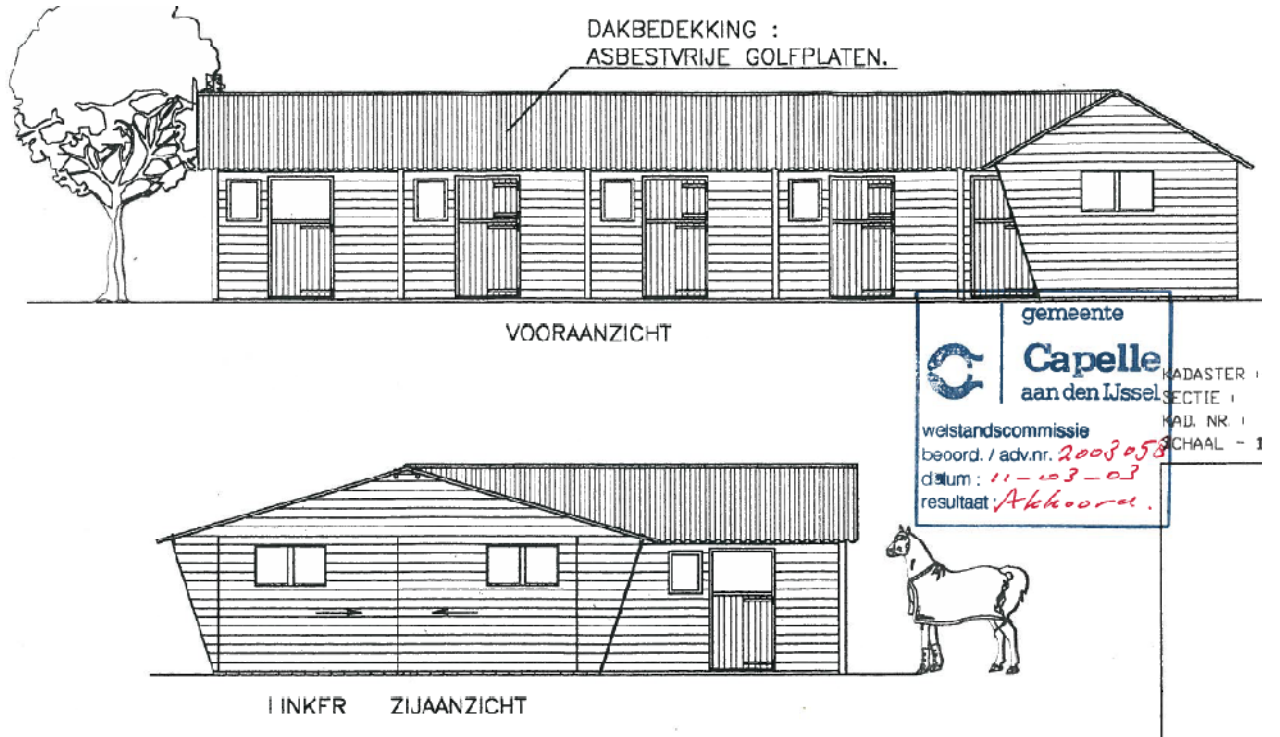 DAKBEDEKKING :
ASBESTVRIJE GOLFPLATEN.
VOORAANZICHT
gemeente
Capelle
aan den IJssel
welstandscommissie
beoord. / adv.nr. 2003058
datum : 11-03-03
resultaat : Akkoord.
KADASTER :
SECTIE :
KAD. NR. :
SCHAAL - 1
LINKER ZIJAANZICHT